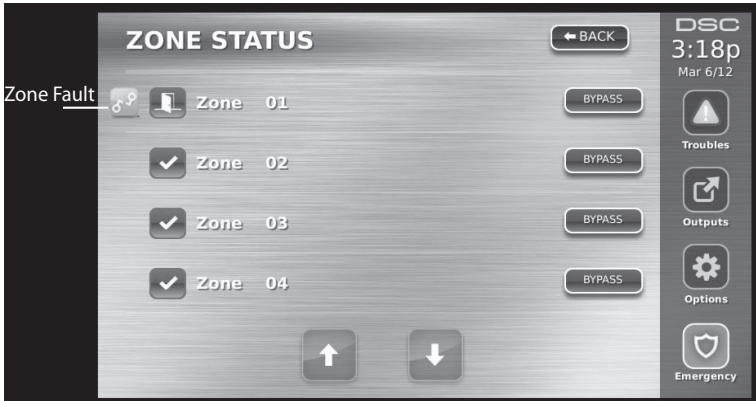 ZONE STATUS
BACK
DSC
3:18p
Mar 6/12
Zone Fault
Zone 01
BYPASS
Troubles
Zone 02
BYPASS
Outputs
Zone 03
BYPASS
Options
Zone 04
BYPASS
Emergency